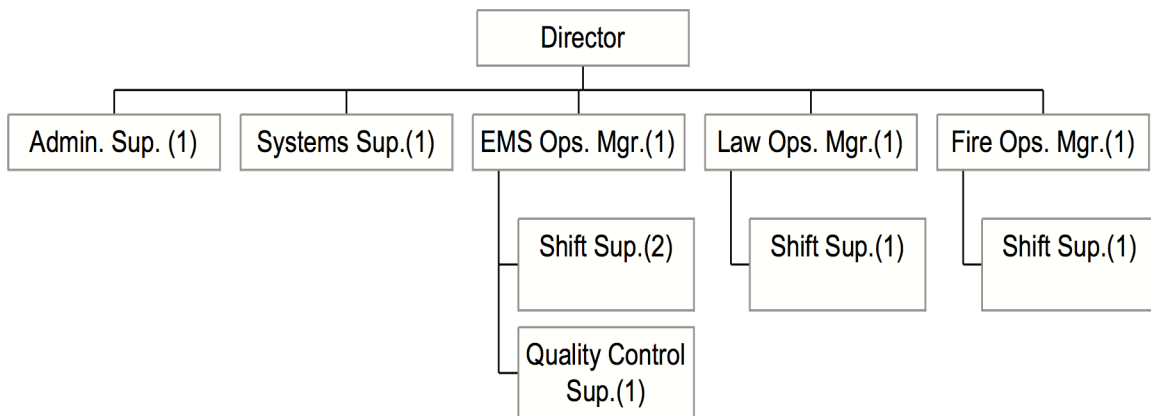 Director
Admin. Sup. (1)
Systems Sup.(1)
EMS Ops. Mgr.(1)
Law Ops. Mgr.(1)
Fire Ops. Mgr.(1)
Shift Sup.(2)
Shift Sup.(1)
Shift Sup.(1)
Quality Control
Sup.(1)